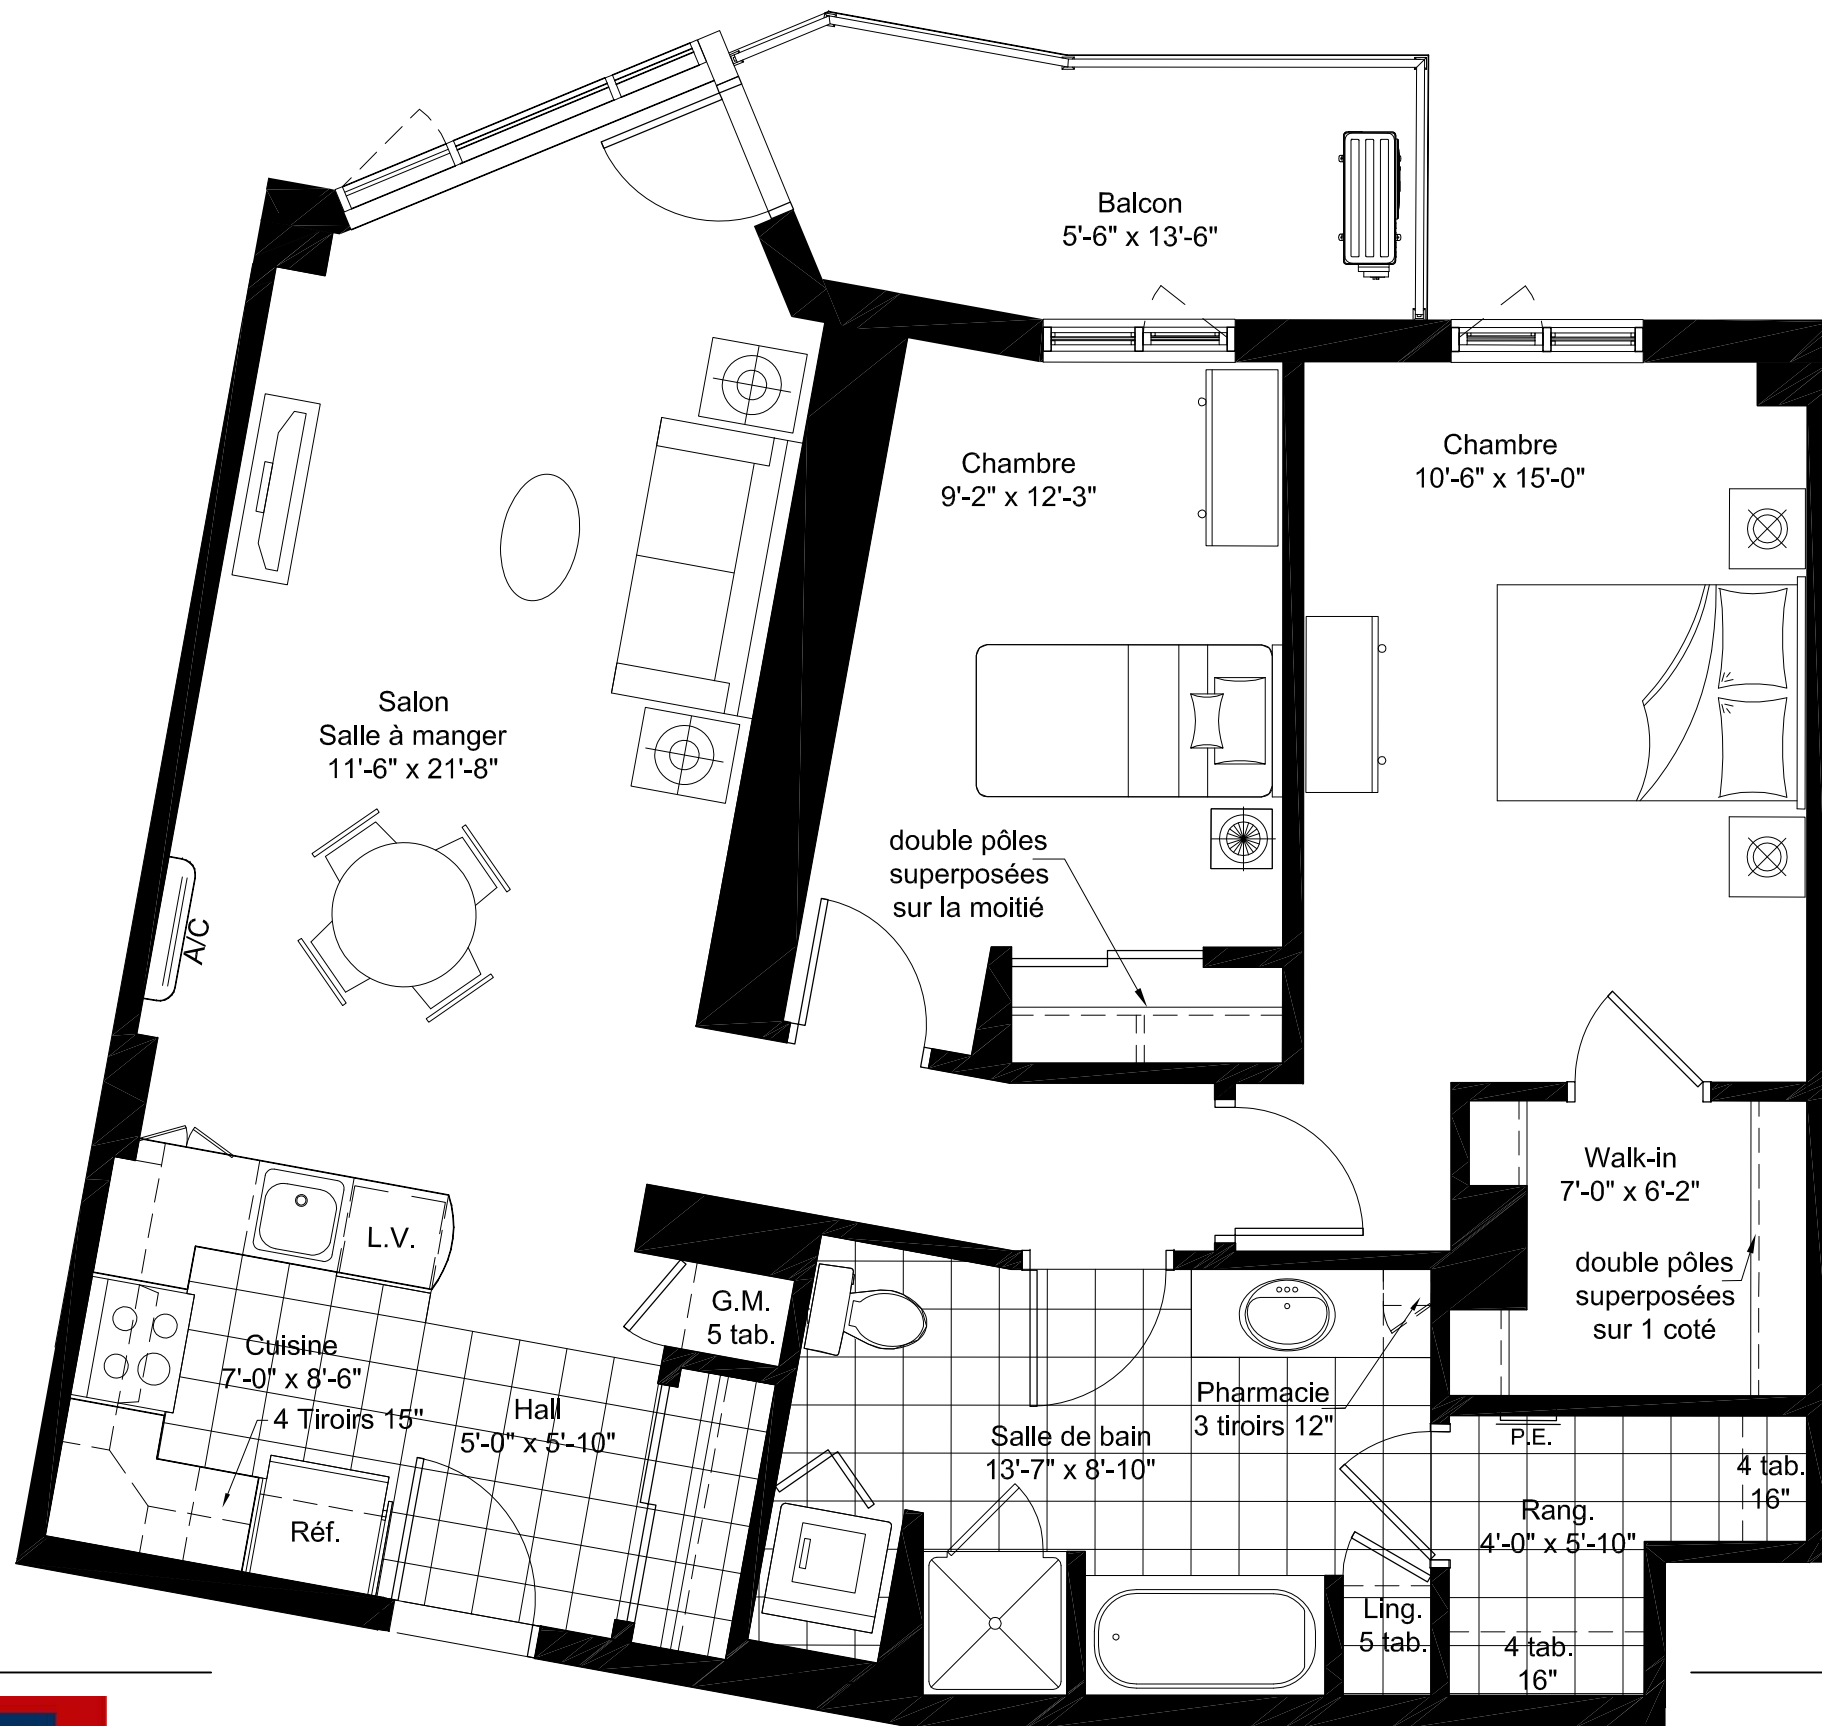 Balcon
5'-6" x 13'-6"
Chambre
9'-2" x 12'-3"
Chambre
10'-6" x 15'-0"
Salon
Salle à manger
11'-6" x 21'-8"
double pôles
superposées
sur la moitié
A/C
Walk-in
7'-0" x 6'-2"
double pôles
superposées
sur 1 coté
L.V.
G.M.
5 tab.
Cuisine
7'-0" x 8'-6"
4 Tiroirs 15"
Hall
5'-0" x 5'-10"
Réf.
Pharmacie
3 tiroirs 12"
Salle de bain
13'-7" x 8'-10"
P.E.
4 tab.
16"
Rang.
4'-0" x 5'-10"
Ling.
5 tab.
4 tab.
16"